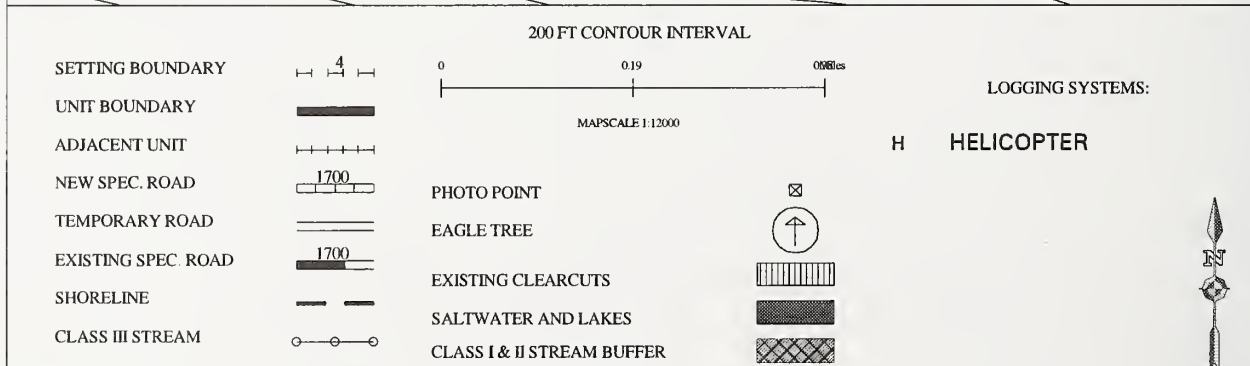 200 FT CONTOUR INTERVAL
SETTING BOUNDARY
4
UNIT BOUNDARY
ADJACENT UNIT
NEW SPEC. ROAD
1700
TEMPORARY ROAD
EXISTING SPEC. ROAD
1700
SHORELINE
CLASS III STREAM
0
0.19
MAPSCALE 1:12000
PHOTO POINT
EAGLE TREE
EXISTING CLEARCUTS
SALTWATER AND LAKES
CLASS I & II STREAM BUFFER
LOGGING SYSTEMS:
H HELICOPTER
N